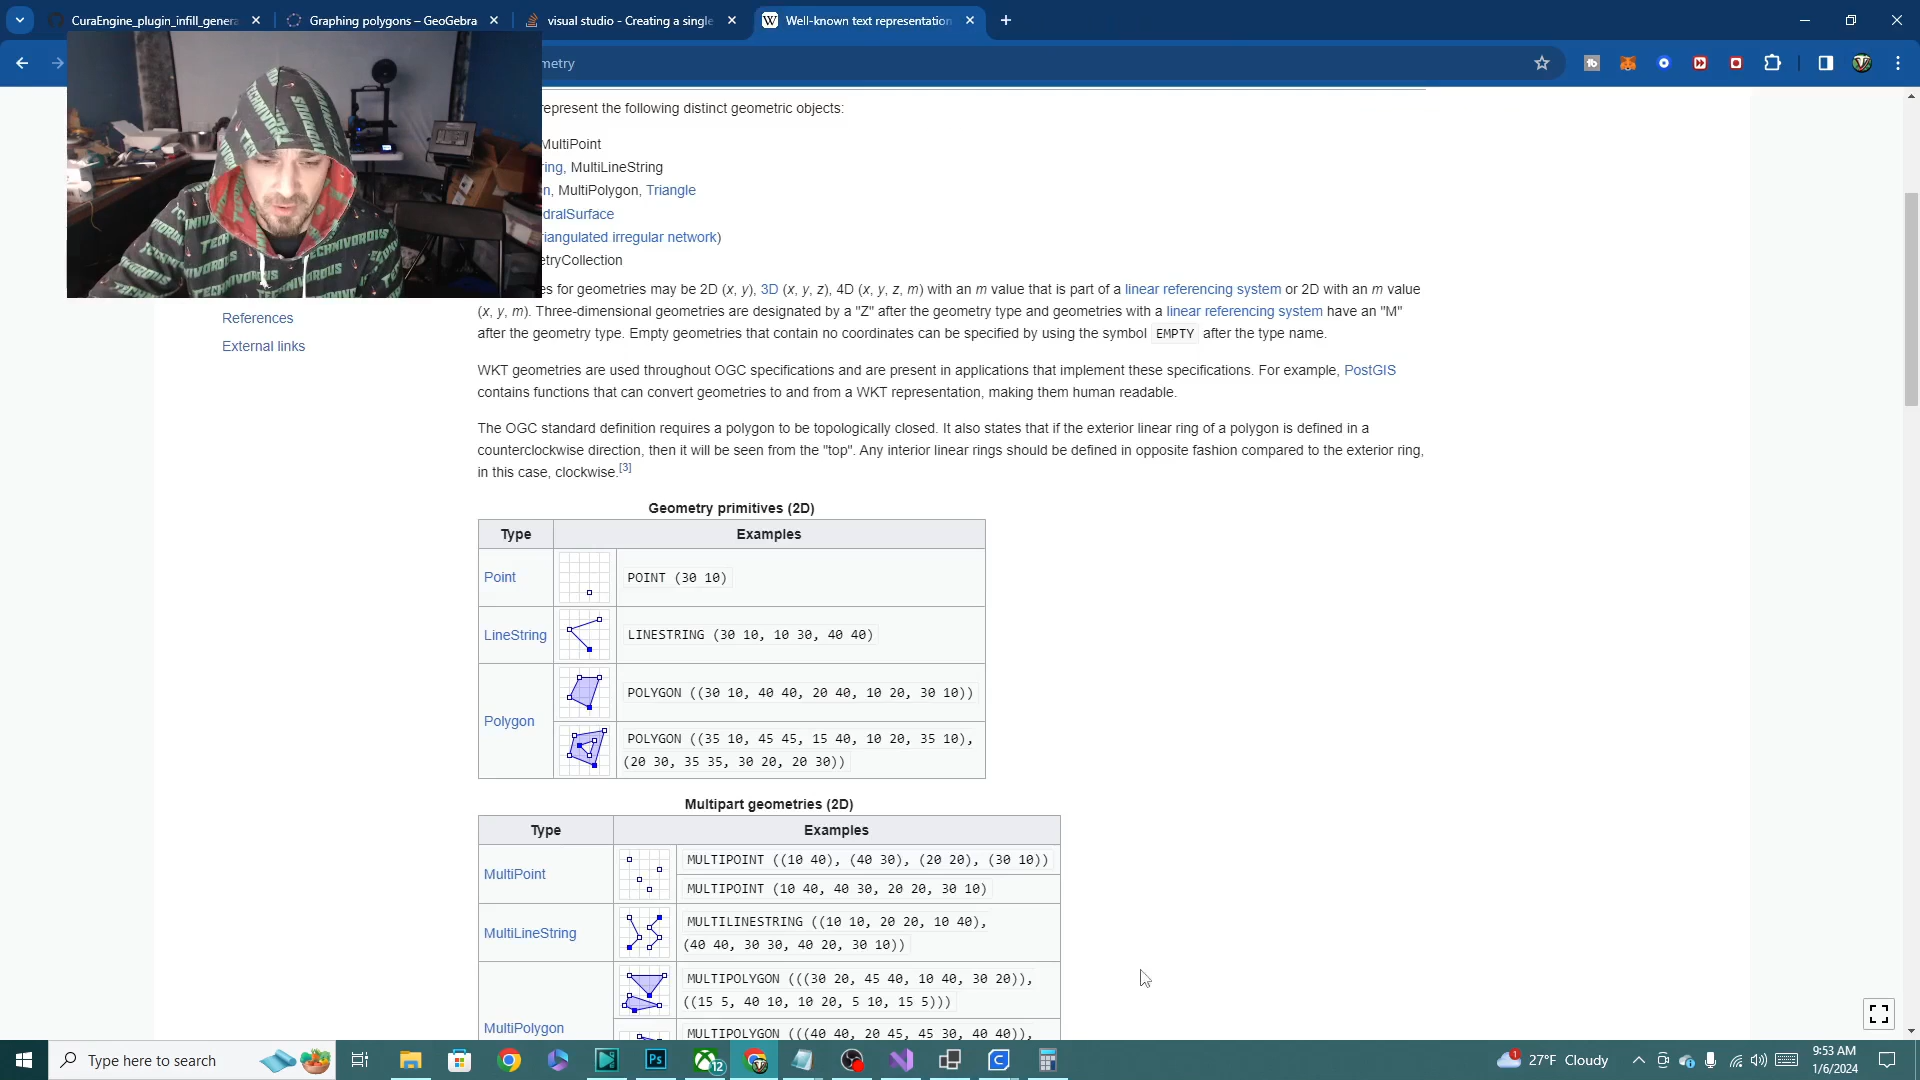 CuraEngine_plugin_infill_genera
Graphing polygons – GeoGebra
visual studio - Creating a single
Well-known text representation
metry
represent the following distinct geometric objects:
MultiPoint
ring, MultiLineString
n, MultiPolygon, Triangle
dralSurface
riangulated irregular network)
etryCollection
es for geometries may be 2D (x, y), 3D (x, y, z), 4D (x, y, z, m) with an m value that is part of a linear referencing system or 2D with an m value
(x, y, m). Three-dimensional geometries are designated by a "Z" after the geometry type and geometries with a linear referencing system have an "M"
after the geometry type. Empty geometries that contain no coordinates can be specified by using the symbol EMPTY after the type name.
References
External links
WKT geometries are used throughout OGC specifications and are present in applications that implement these specifications. For example, PostGIS
contains functions that can convert geometries to and from a WKT representation, making them human readable.
The OGC standard definition requires a polygon to be topologically closed. It also states that if the exterior linear ring of a polygon is defined in a
counterclockwise direction, then it will be seen from the "top". Any interior linear rings should be defined in opposite fashion compared to the exterior ring,
in this case, clockwise.[3]
Geometry primitives (2D)
Type Examples
Point POINT (30 10)
LineString LINESTRING (30 10, 10 30, 40 40)
Polygon
POLYGON ((30 10, 40 40, 20 40, 10 20, 30 10))
POLYGON ((35 10, 45 45, 15 40, 10 20, 35 10),
(20 30, 35 35, 30 20, 20 30))
Multipart geometries (2D)
Type Examples
MultiPoint
MULTIPOINT ((10 40), (40 30), (20 20), (30 10))
MULTIPOINT (10 40, 40 30, 20 20, 30 10)
MultiLineString
MULTILINESTRING ((10 10, 20 20, 10 40),
(40 40, 30 30, 40 20, 30 10))
MultiPolygon
MULTIPOLYGON (((30 20, 45 40, 10 40, 30 20)),
((15 5, 40 10, 10 20, 5 10, 15 5)))
MULTIPOLYGON (((40 40, 20 45, 45 30, 40 40)),
Type here to search
12
27°F Cloudy
9:53 AM
1/6/2024